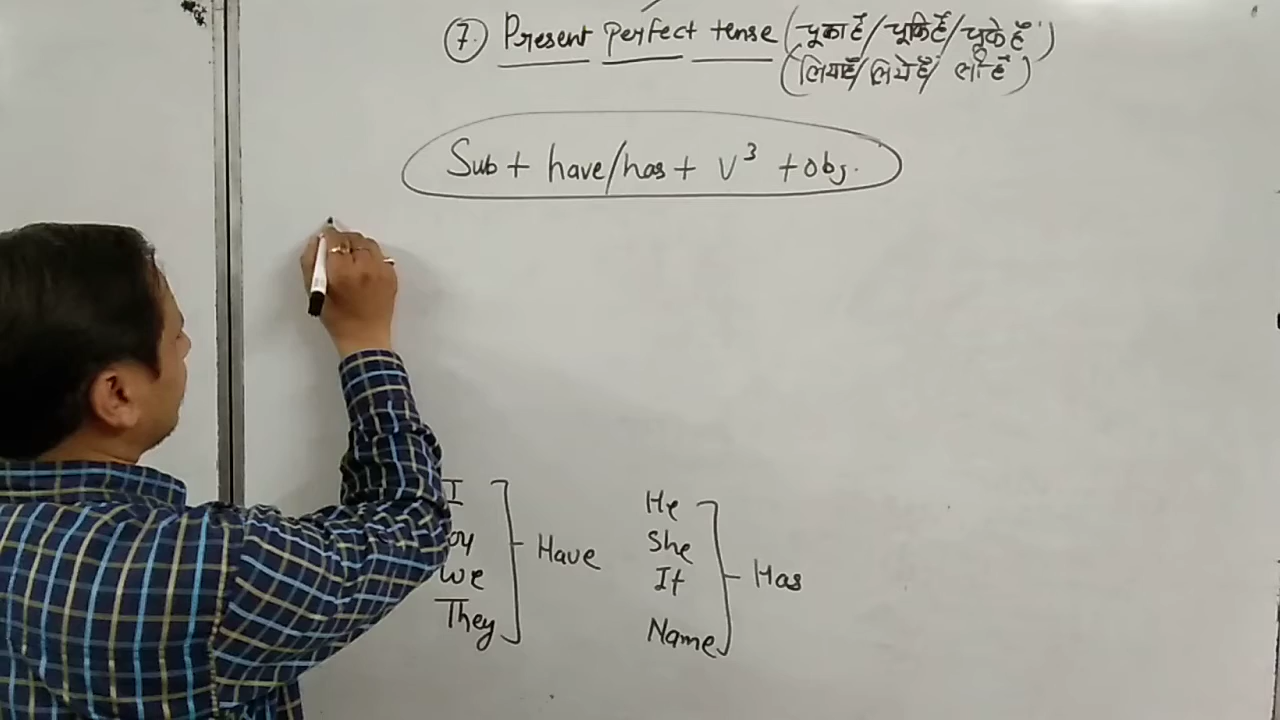 7. Present perfect tense (चूका हैं / चूकि हैं / चूके हैं)
(लिया हैं / लिये हैं / ली हैं)
Sub + have/has + V³ + obj.
I
We
They
Have
He
She
It
Name
Has